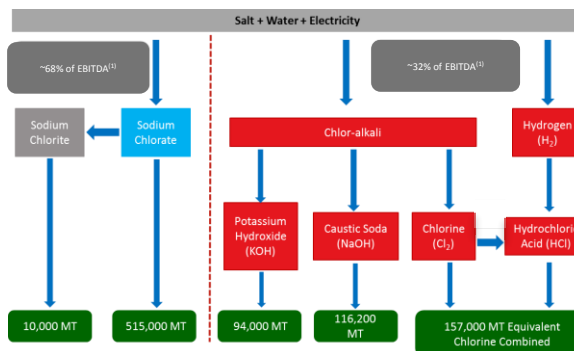 Salt + Water + Electricity
~68% of EBITDA(1)
~32% of EBITDA(1)
Sodium
Chlorite
Sodium
Chlorate
Chlor-alkali
Hydrogen
(H2)
Potassium
Hydroxide
(KOH)
Caustic Soda
(NaOH)
Chlorine
(Cl2)
Hydrochloric
Acid (HCl)
10,000 MT
515,000 MT
94,000 MT
116,200
MT
157,000 MT Equivalent
Chlorine Combined